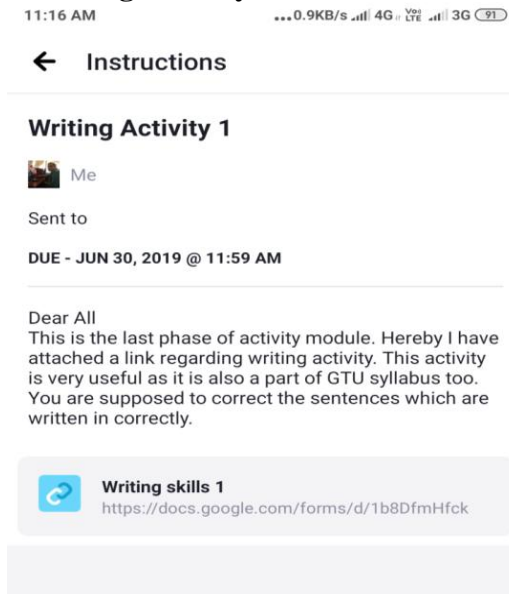 11:16 AM ...0.9KB/s 4G Vo LTE 3G 91
Instructions
Writing Activity 1
Me
Sent to
DUE - JUN 30, 2019 @ 11:59 AM
Dear All
This is the last phase of activity module. Hereby I have
attached a link regarding writing activity. This activity
is very useful as it is also a part of GTU syllabus too.
You are supposed to correct the sentences which are
written in correctly.
Writing skills 1
https://docs.google.com/forms/d/1b8DfmHfck